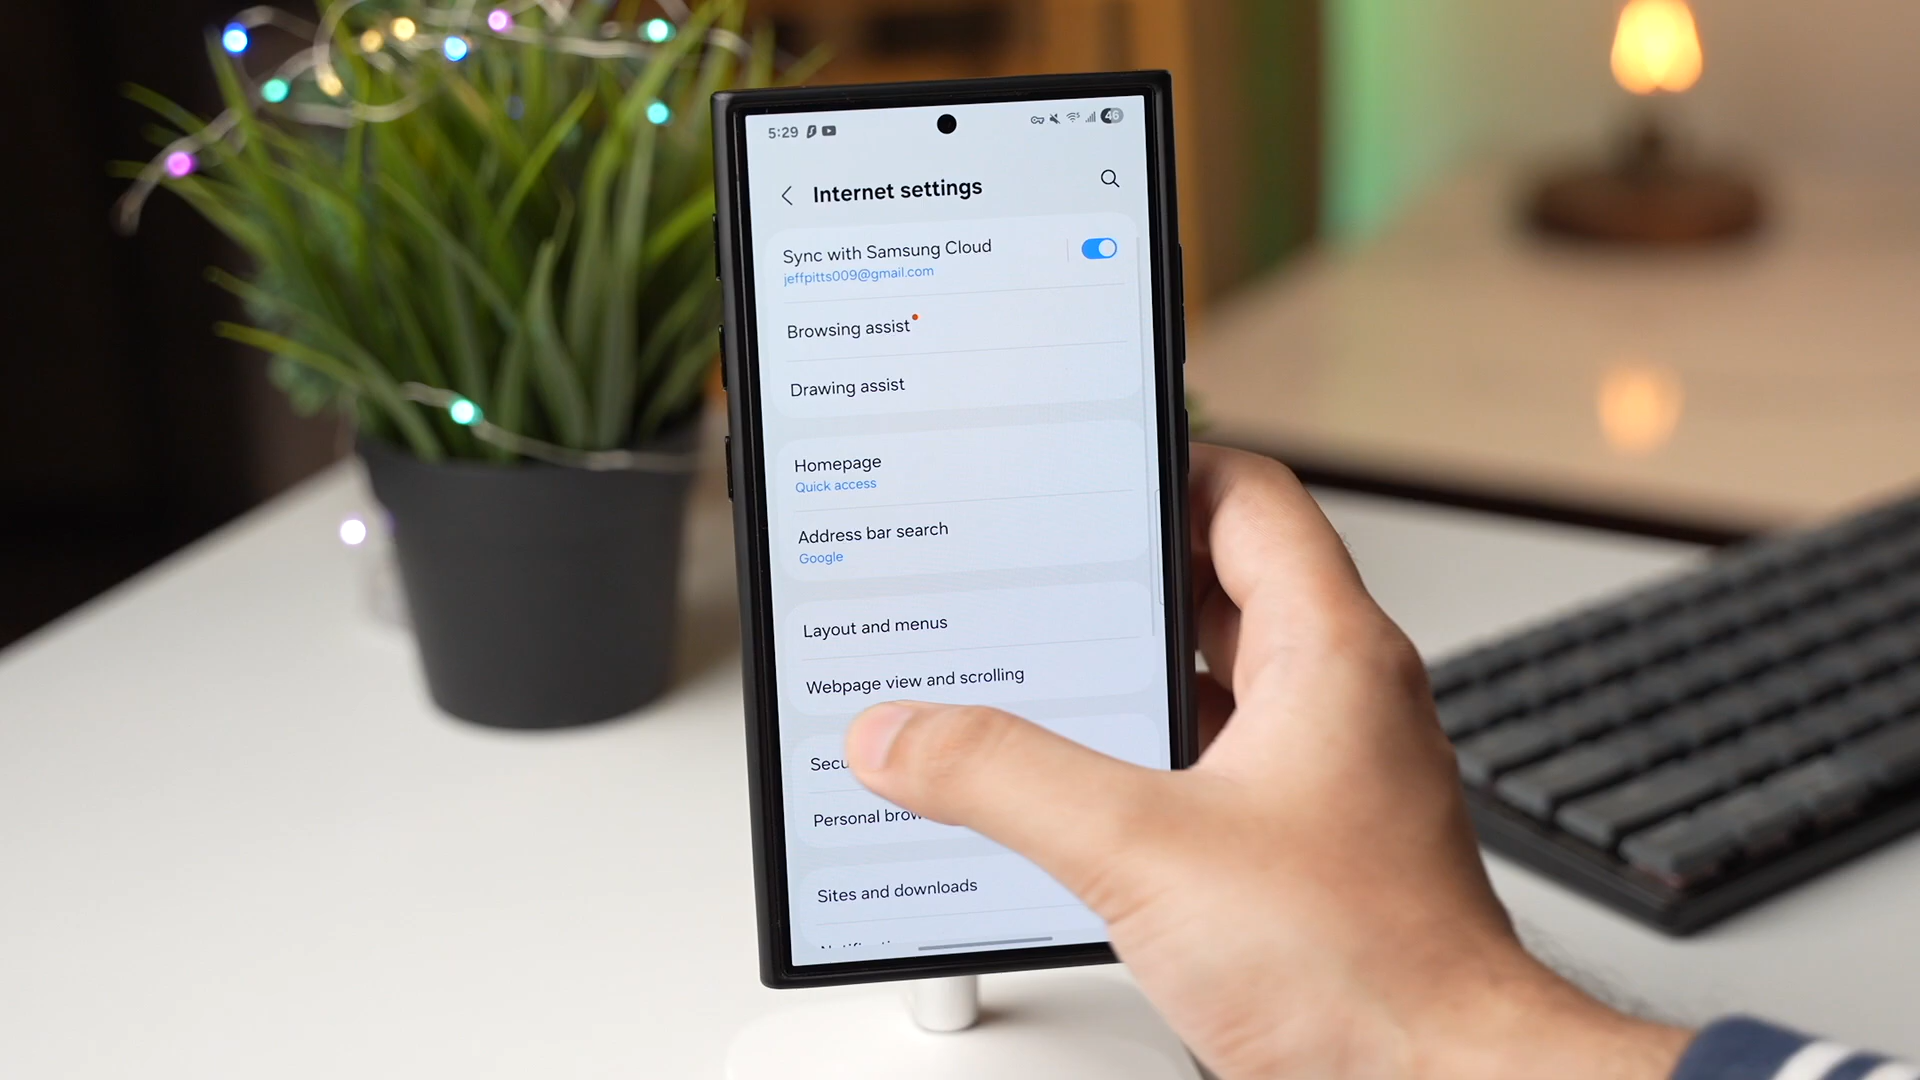 5:29
46
Internet settings
Sync with Samsung Cloud
jeffpitts009@gmail.com
Browsing assist
Drawing assist
Homepage
Quick access
Address bar search
Google
Layout and menus
Webpage view and scrolling
Secu
Personal brow
Sites and downloads